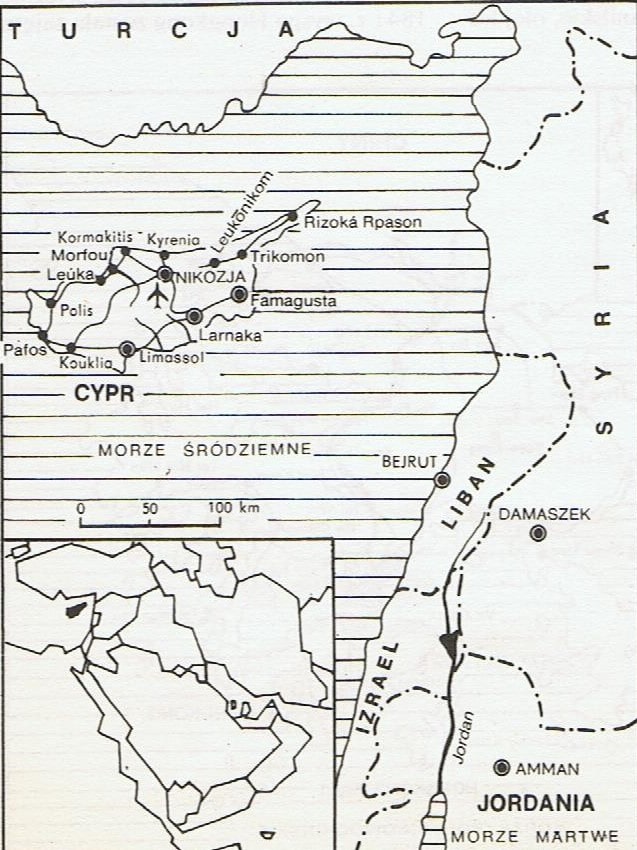 TURCJA
SYRIA
Leukōnikom
Rizoká Rpason
Kormakitis
Kyrenia
Morfou
Trikomon
Leúka
NIKOZJA
Famagusta
Polis
Larnaka
Pafos
Kouklia
Limassol
CYPR
MORZE ŚRÓDZIEMNE
BEJRUT
LIBAN
0 50 100 km
DAMASZEK
IZRAEL
Jordan
AMMAN
JORDANIA
MORZE MARTWE